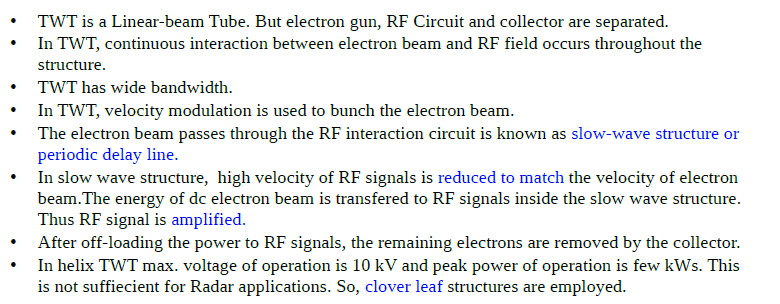 • TWT is a Linear-beam Tube. But electron gun, RF Circuit and collector are separated.
• In TWT, continuous interaction between electron beam and RF field occurs throughout the
structure.
• TWT has wide bandwidth.
• In TWT, velocity modulation is used to bunch the electron beam.
• The electron beam passes through the RF interaction circuit is known as slow-wave structure or
periodic delay line.
• In slow wave structure, high velocity of RF signals is reduced to match the velocity of electron
beam.The energy of dc electron beam is transfered to RF signals inside the slow wave structure.
Thus RF signal is amplified.
• After off-loading the power to RF signals, the remaining electrons are removed by the collector.
• In helix TWT max. voltage of operation is 10 kV and peak power of operation is few kWs. This
is not suffiecient for Radar applications. So, clover leaf structures are employed.